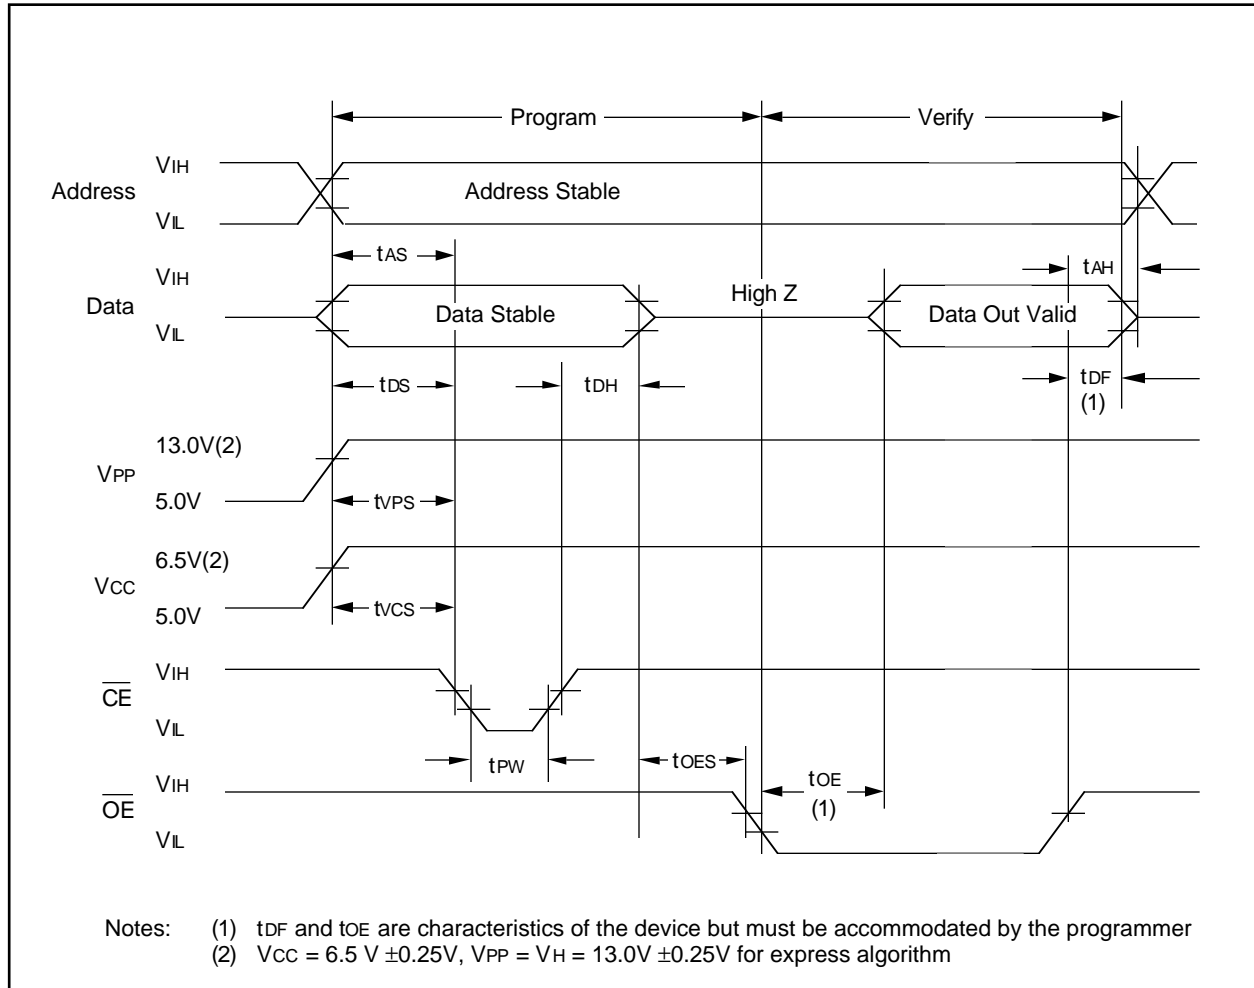 Program Verify
VIH
Address Address Stable
VIL
tAS
VIH tAH
Data Data Stable High Z Data Out Valid
VIL
tDS tDH tDF
(1)
13.0V(2)
VPP
5.0V tVPS
6.5V(2)
VCC
5.0V tVCS
VIH
CE
VIL
tPW tOES
VIH tOE
OE (1)
VIL
Notes: (1) tDF and tOE are characteristics of the device but must be accommodated by the programmer
(2) VCC = 6.5 V ±0.25V, VPP = VH = 13.0V ±0.25V for express algorithm